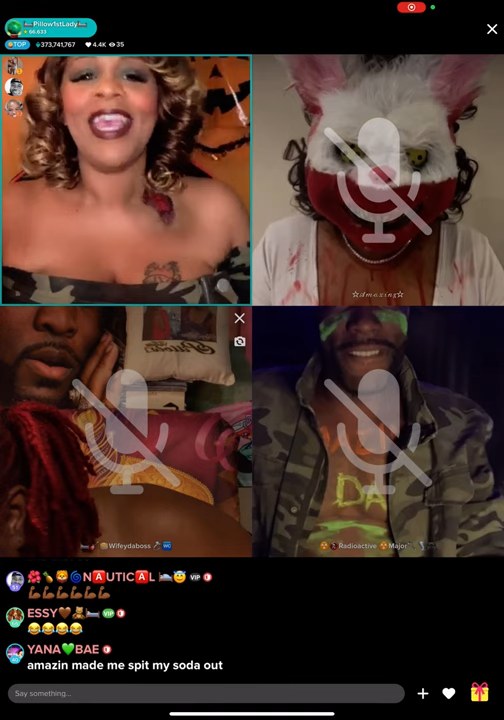 Pillow1stLady
66,633
TOP 373,741,767 4.4K 35
☆𝓐𝓶𝓪𝔃𝓲𝓷𝓰☆
Wifeydaboss
Radioactive Major
DA
NAUTICAL VIP
ESSY VIP
YANA BAE
amazin made me spit my soda out
Say something...